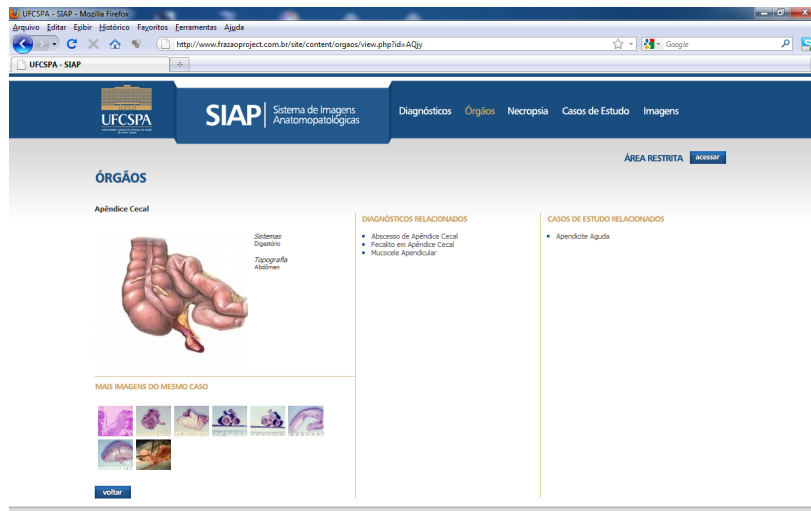 UFCSPA - SIAP - Mozilla Firefox
Arquivo Editar Exibir Histórico Favoritos Ferramentas Ajuda
http://www.frazaoproject.com.br/site/content/orgaos/view.php?id=AQjy
Google
UFCSPA - SIAP
UFCSPA
SIAP
Sistema de Imagens
Anatomopatológicas
Diagnósticos Órgãos Necropsia Casos de Estudo Imagens
ÁREA RESTRITA acessar
ÓRGÃOS
Apêndice Cecal
Sistemas
Digestório
Topografia
Abdômen
DIAGNÓSTICOS RELACIONADOS
Abscesso de Apêndice Cecal
Fecalito em Apêndice Cecal
Mucocele Apendicular
CASOS DE ESTUDO RELACIONADOS
Apendicite Aguda
MAIS IMAGENS DO MESMO CASO
voltar